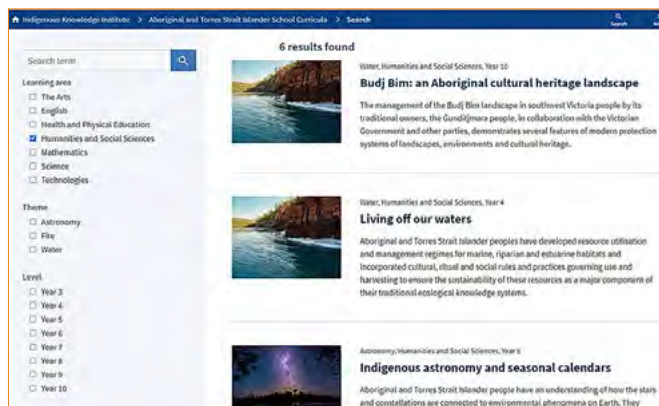 Indigenous Knowledge Institute > Aboriginal and Torres Strait Islander School Curricula > Search
Search
6 results found
Search term
Learning area
The Arts
English
Health and Physical Education
Humanities and Social Sciences
Mathematics
Science
Technologies
Theme
Astronomy
Fire
Water
Level
Year 3
Year 4
Year 5
Year 6
Year 7
Year 8
Year 9
Year 10
Water, Humanities and Social Sciences, Year 10
Budj Bim: an Aboriginal cultural heritage landscape
The management of the Budj Bim landscape in southwest Victoria people by its
traditional owners, the Gunditjmara people, in collaboration with the Victorian
Government and other parties, demonstrates several features of modern protection
systems of landscapes, environments and cultural heritage.
Water, Humanities and Social Sciences, Year 4
Living off our waters
Aboriginal and Torres Strait Islander peoples have developed resource utilisation
and management regimes for marine, riparian and estuarine habitats and
incorporated cultural, ritual and social rules and practices governing use and
harvesting to ensure the sustainability of these resources as a major component of
their traditional ecological knowledge systems.
Astronomy, Humanities and Social Sciences, Year 5
Indigenous astronomy and seasonal calendars
Aboriginal and Torres Strait Islander people have an understanding of how the stars
and constellations are connected to environmental phenomena on Earth. They